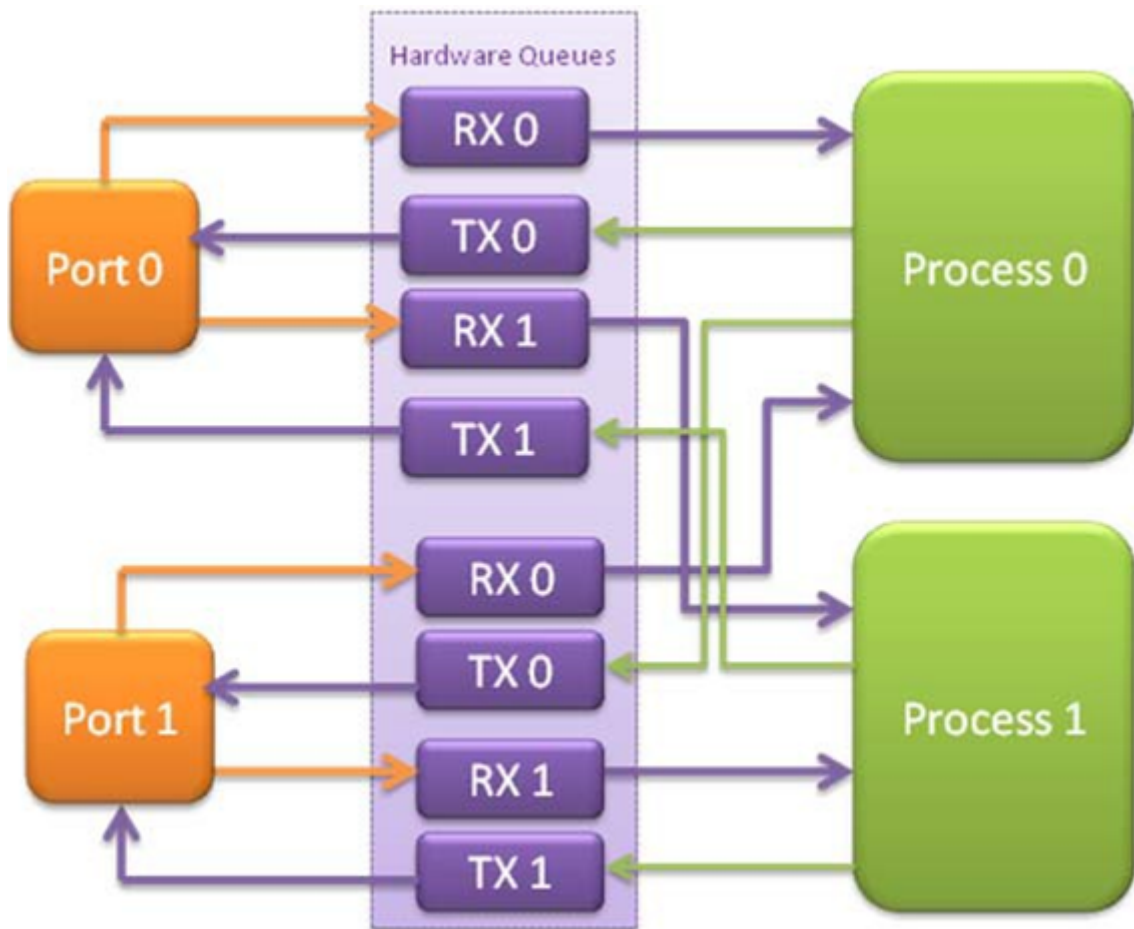 Hardware Queues
RX 0
TX 0
Port 0
RX 1
TX 1
Process 0
RX 0
TX 0
Port 1
RX 1
TX 1
Process 1